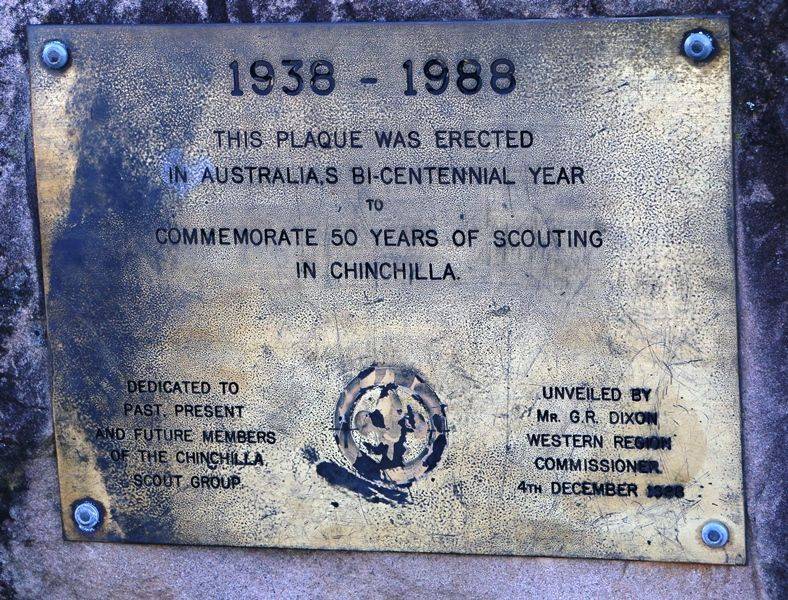 1938 - 1988
THIS PLAQUE WAS ERECTED
IN AUSTRALIA,S BI-CENTENNIAL YEAR
TO
COMMEMORATE 50 YEARS OF SCOUTING
IN CHINCHILLA.
DEDICATED TO
PAST, PRESENT
AND FUTURE MEMBERS
OF THE CHINCHILLA
SCOUT GROUP.
UNVEILED BY
MR. G.R. DIXON
WESTERN REGION
COMMISSIONER
4TH DECEMBER 1988